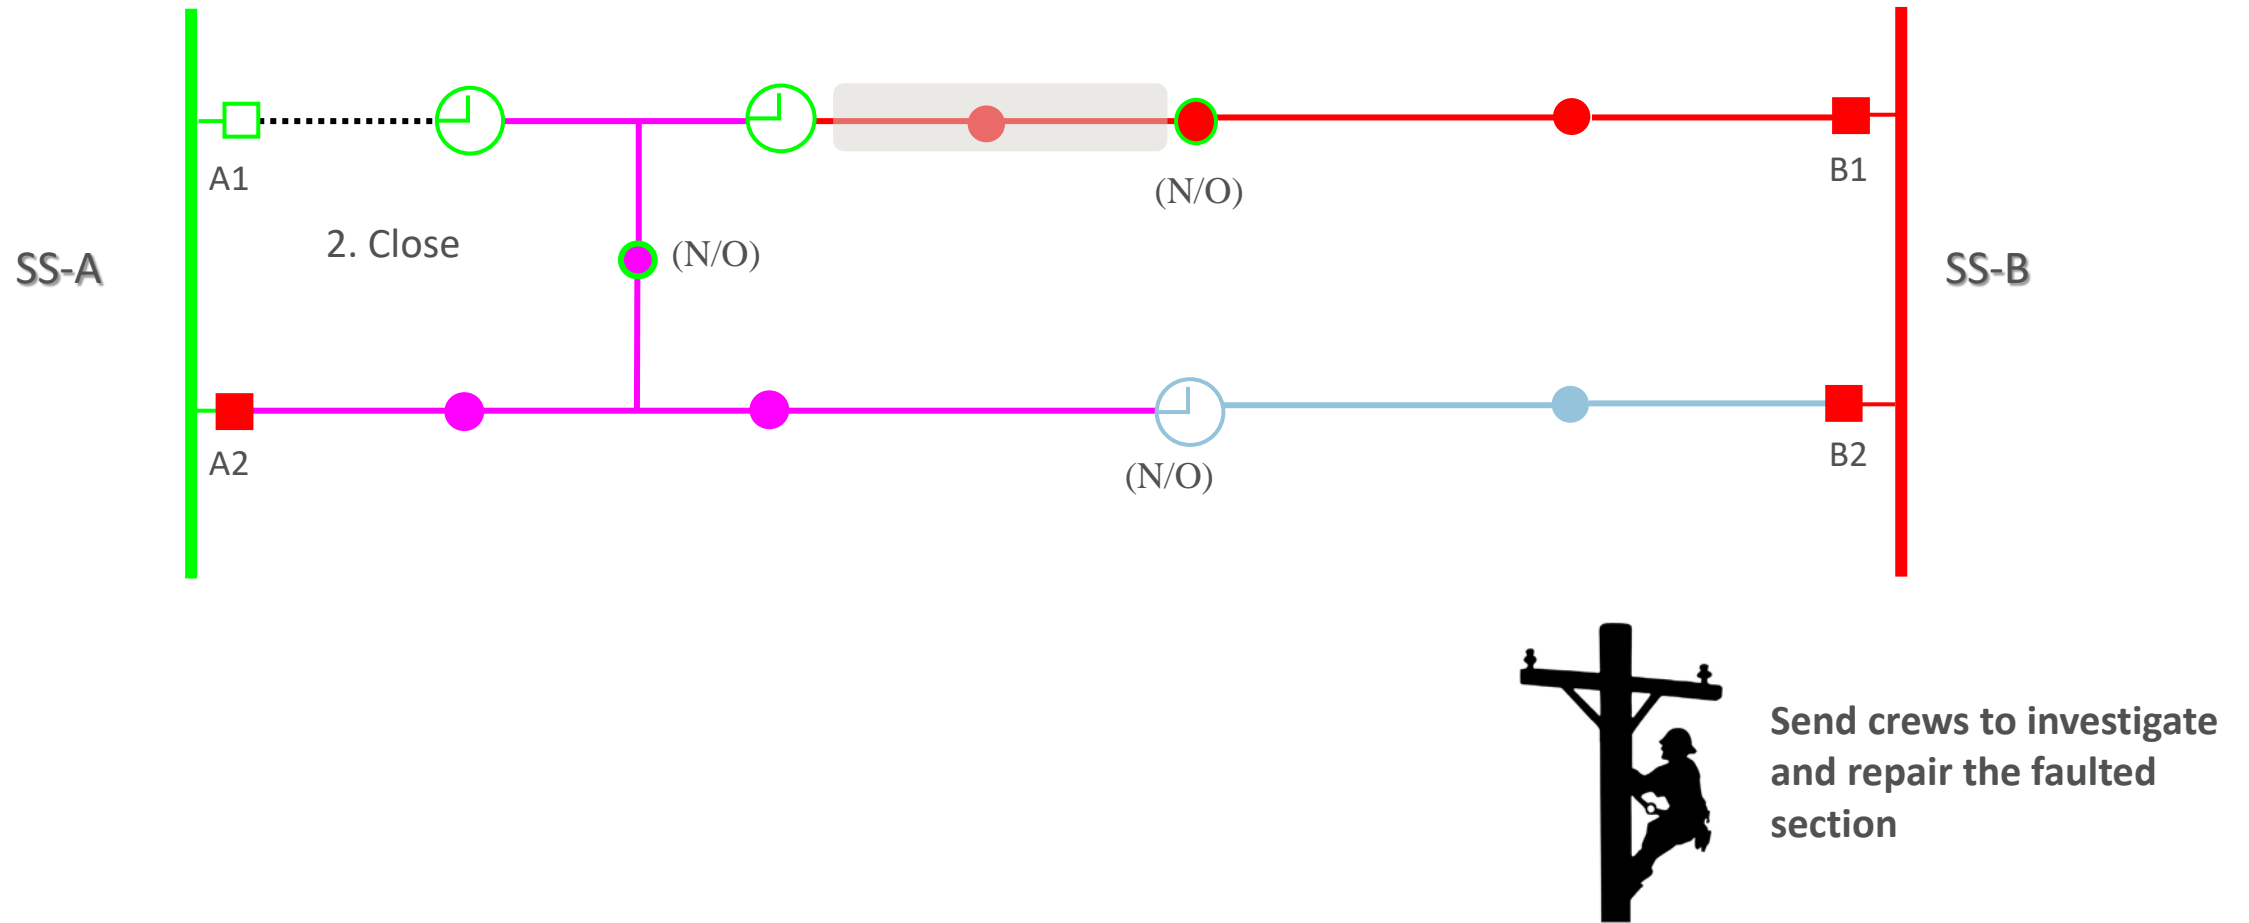 A1
(N/O)
B1
2. Close
(N/O)
SS-A
SS-B
A2
(N/O)
B2
Send crews to investigate
and repair the faulted
section